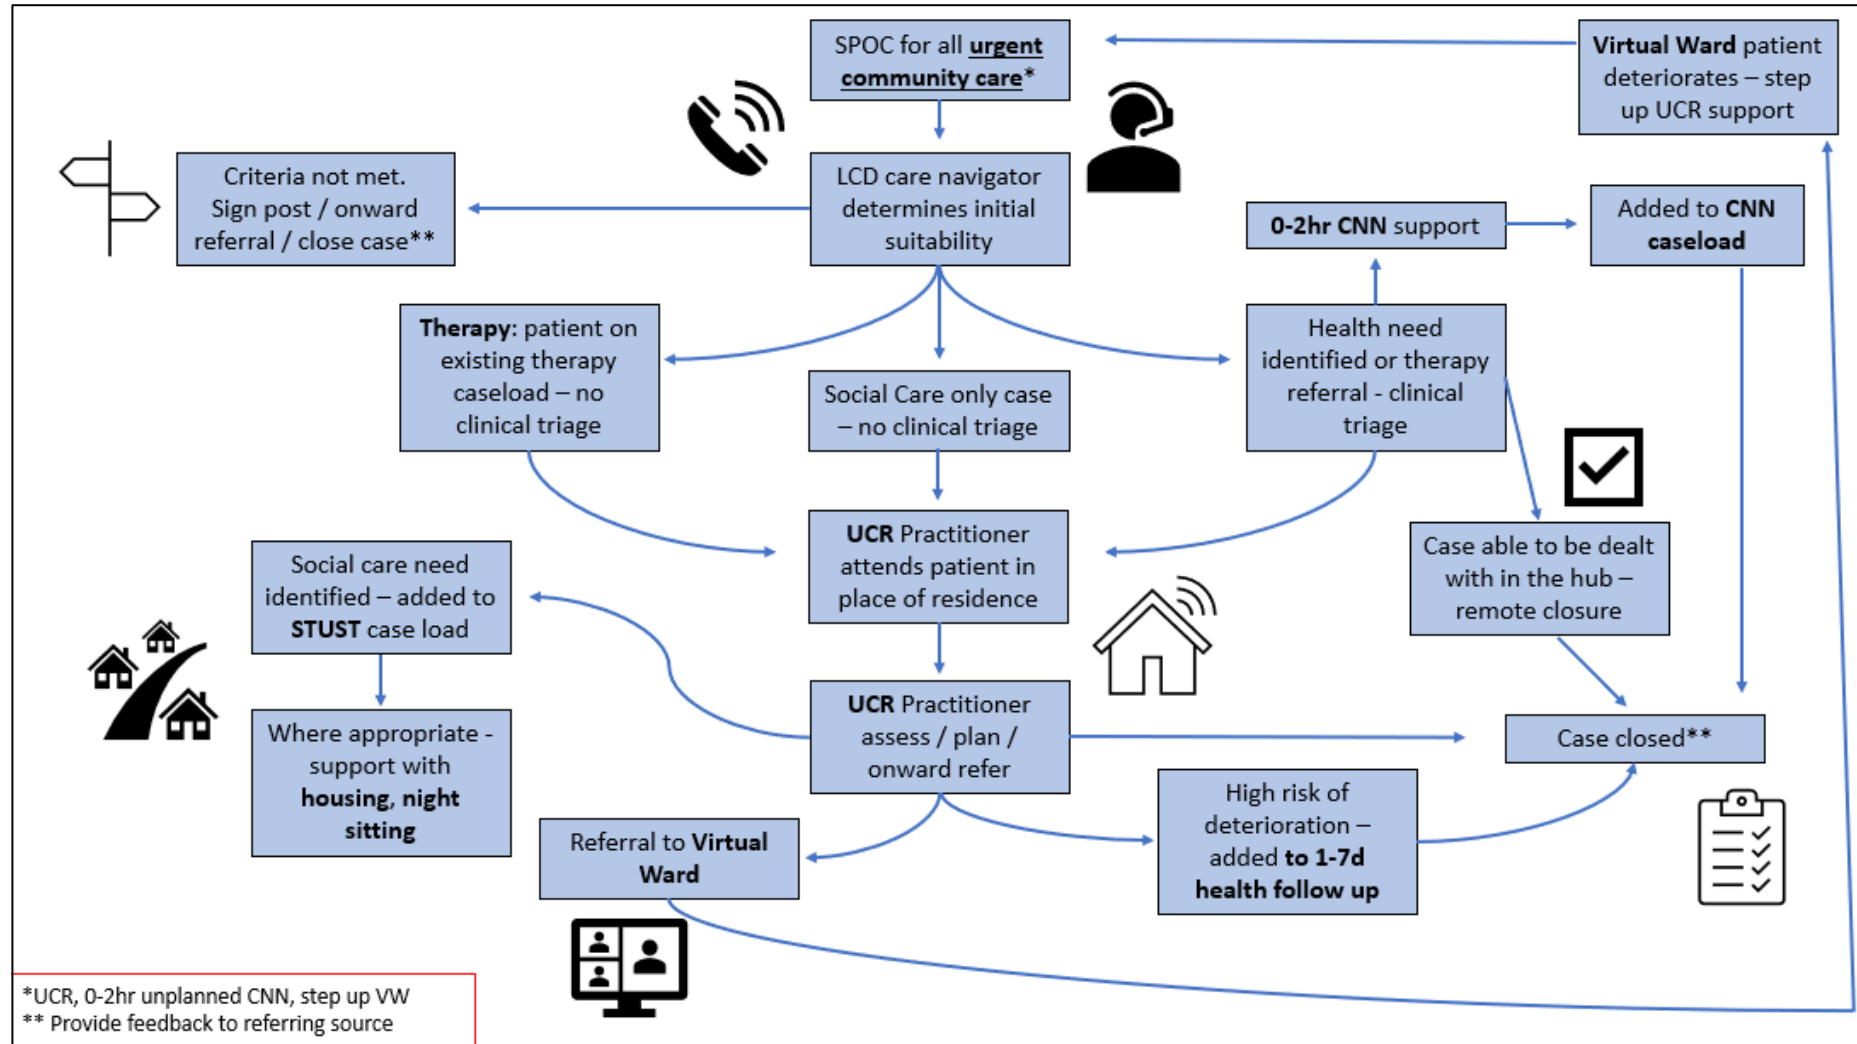 SPOC for all urgent
community care*
Virtual Ward patient
deteriorates – step
up UCR support
Criteria not met.
Sign post / onward
referral / close case**
LCD care navigator
determines initial
suitability
0-2hr CNN support
Added to CNN
caseload
Therapy: patient on
existing therapy
caseload – no
clinical triage
Social Care only case
– no clinical triage
Health need
identified or therapy
referral - clinical
triage
UCR Practitioner
attends patient in
place of residence
Case able to be dealt
with in the hub –
remote closure
Social care need
identified – added to
STUST case load
UCR Practitioner
assess / plan /
onward refer
Case closed**
Where appropriate -
support with
housing, night
sitting
Referral to Virtual
Ward
High risk of
deterioration –
added to 1-7d
health follow up
*UCR, 0-2hr unplanned CNN, step up VW
** Provide feedback to referring source